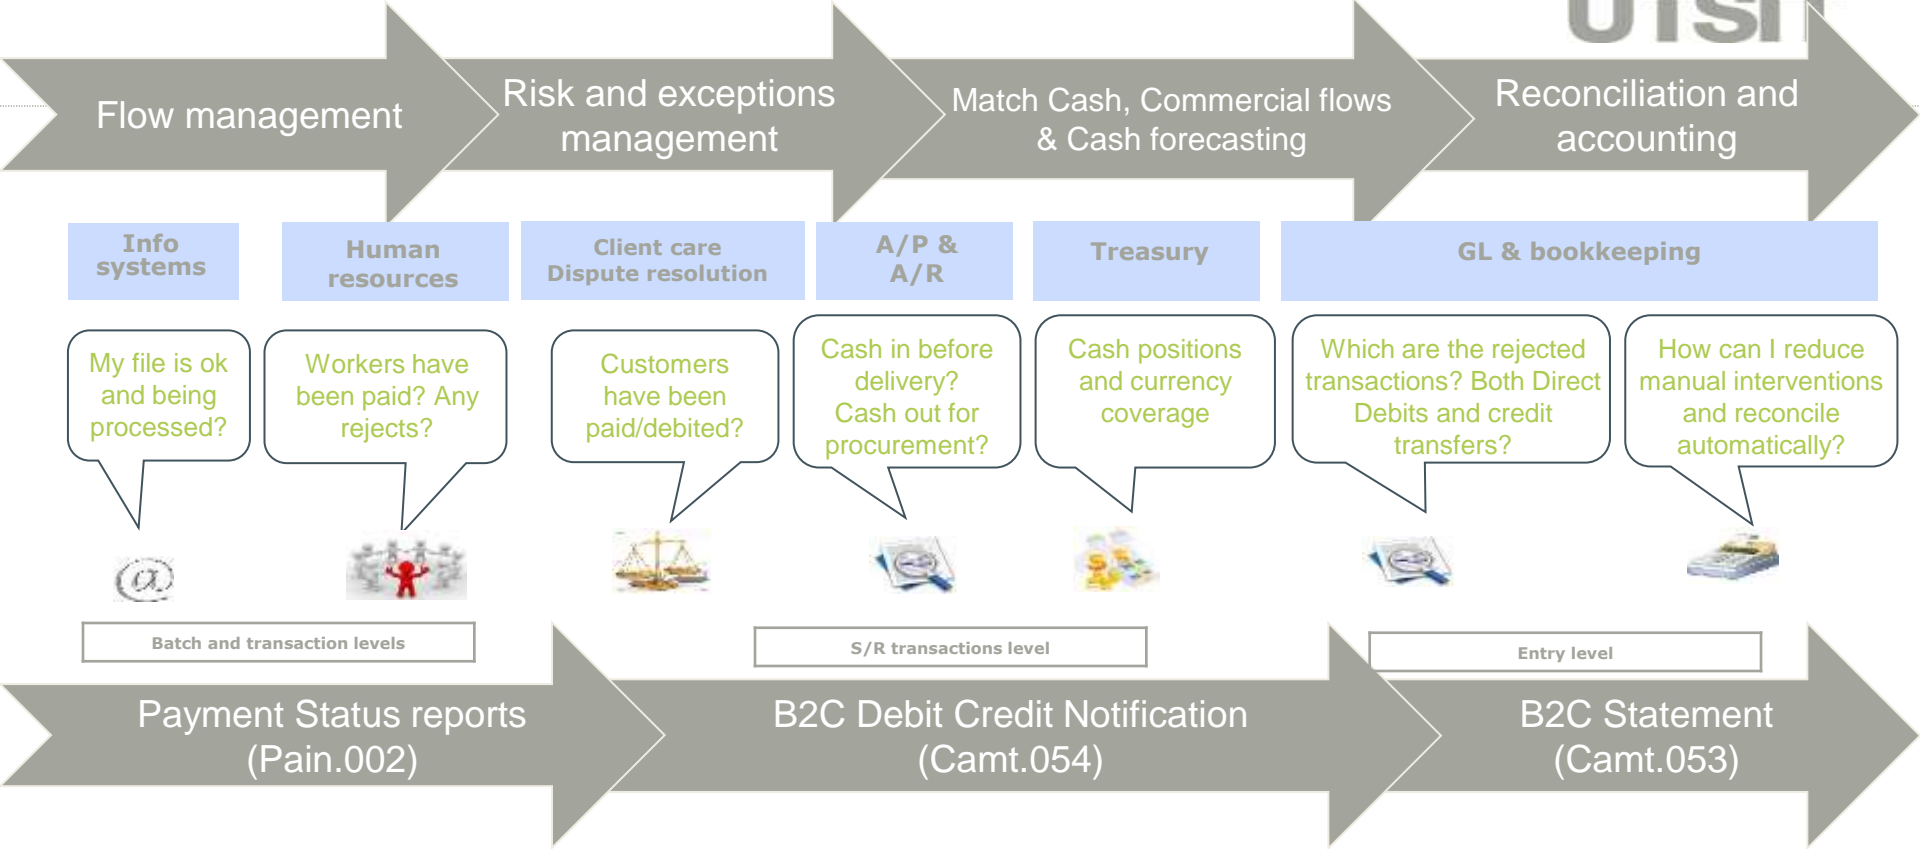 Flow management
Risk and exceptions
management
Match Cash, Commercial flows
& Cash forecasting
Reconciliation and
accounting
Info
systems
Human
resources
Client care
Dispute resolution
A/P &
A/R
Treasury
GL & bookkeeping
My file is ok
and being
processed?
Workers have
been paid? Any
rejects?
Customers
have been
paid/debited?
Cash in before
delivery?
Cash out for
procurement?
Cash positions
and currency
coverage
Which are the rejected
transactions? Both Direct
Debits and credit
transfers?
How can I reduce
manual interventions
and reconcile
automatically?
@
Batch and transaction levels
S/R transactions level
Entry level
Payment Status reports
(Pain.002)
B2C Debit Credit Notification
(Camt.054)
B2C Statement
(Camt.053)